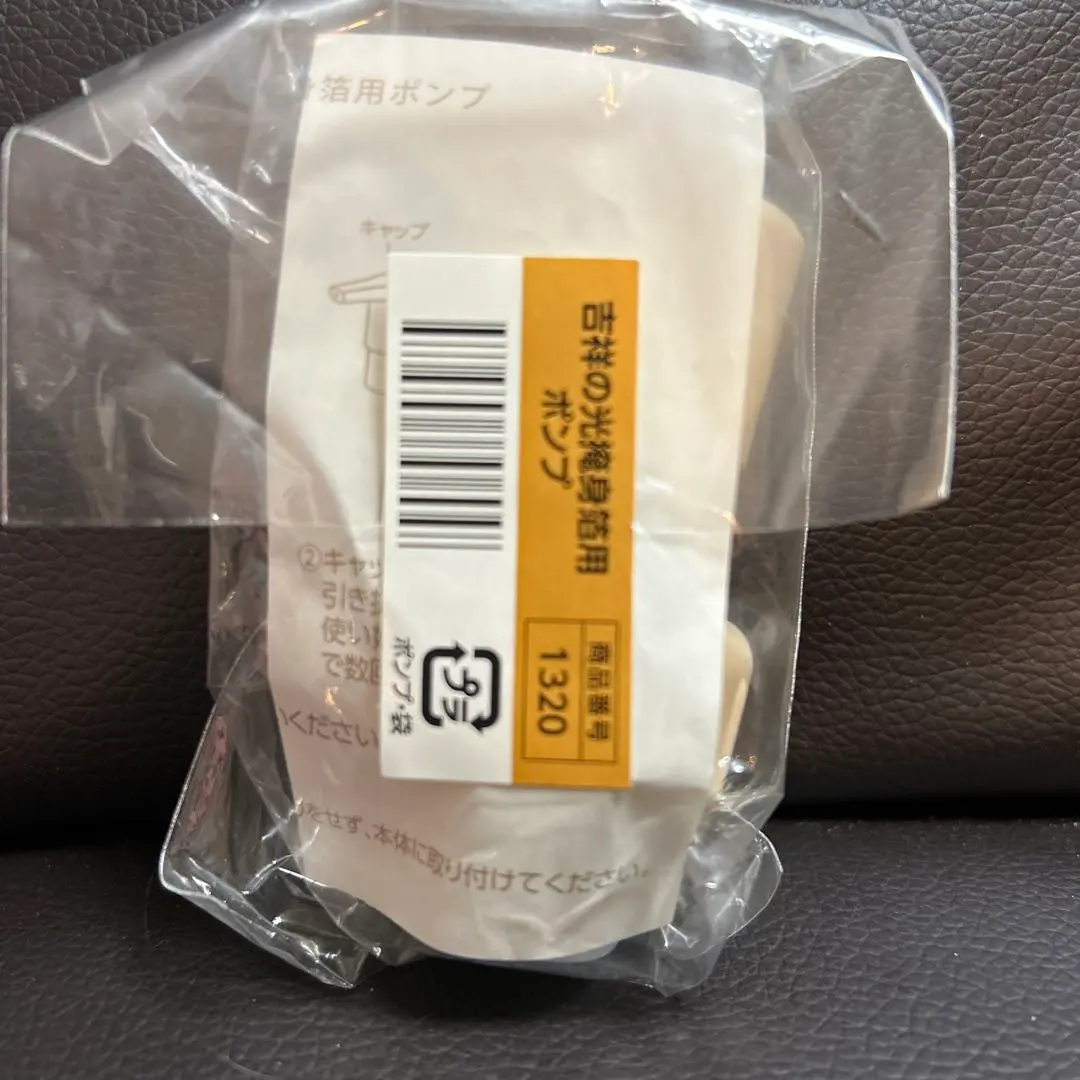 箔用ポンプ
キャップ
吉祥の光擁身箔用
ポンプ
商品番号
1320
プラ
ポンプ・袋
②キャッ
引き
使い
で数回
ください
をせず、本体に取り付けてください。